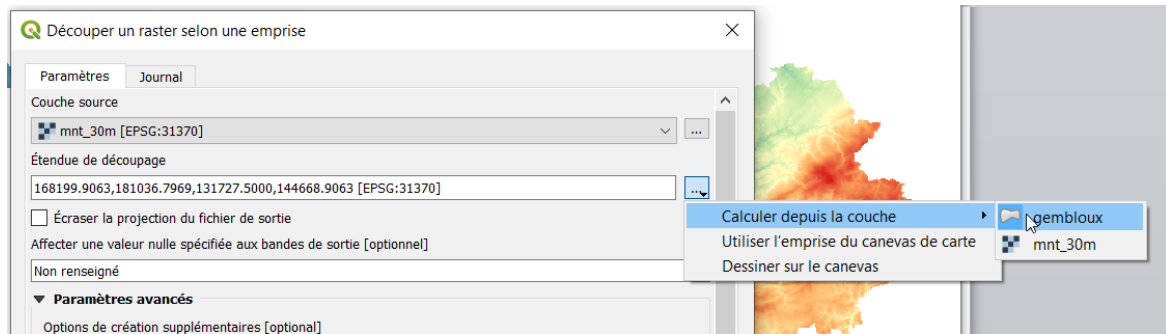 Découper un raster selon une emprise
Paramètres
Journal
Couche source
mnt_30m [EPSG:31370]
...
Étendue de découpage
168199.9063,181036.7969,131727.5000,144668.9063 [EPSG:31370]
...
Écraser la projection du fichier de sortie
Affecter une valeur nulle spécifiée aux bandes de sortie [optionnel]
Non renseigné
Paramètres avancés
Options de création supplémentaires [optional]
Calculer depuis la couche
Utiliser l'emprise du canevas de carte
Dessiner sur le canevas
gembloux
mnt_30m